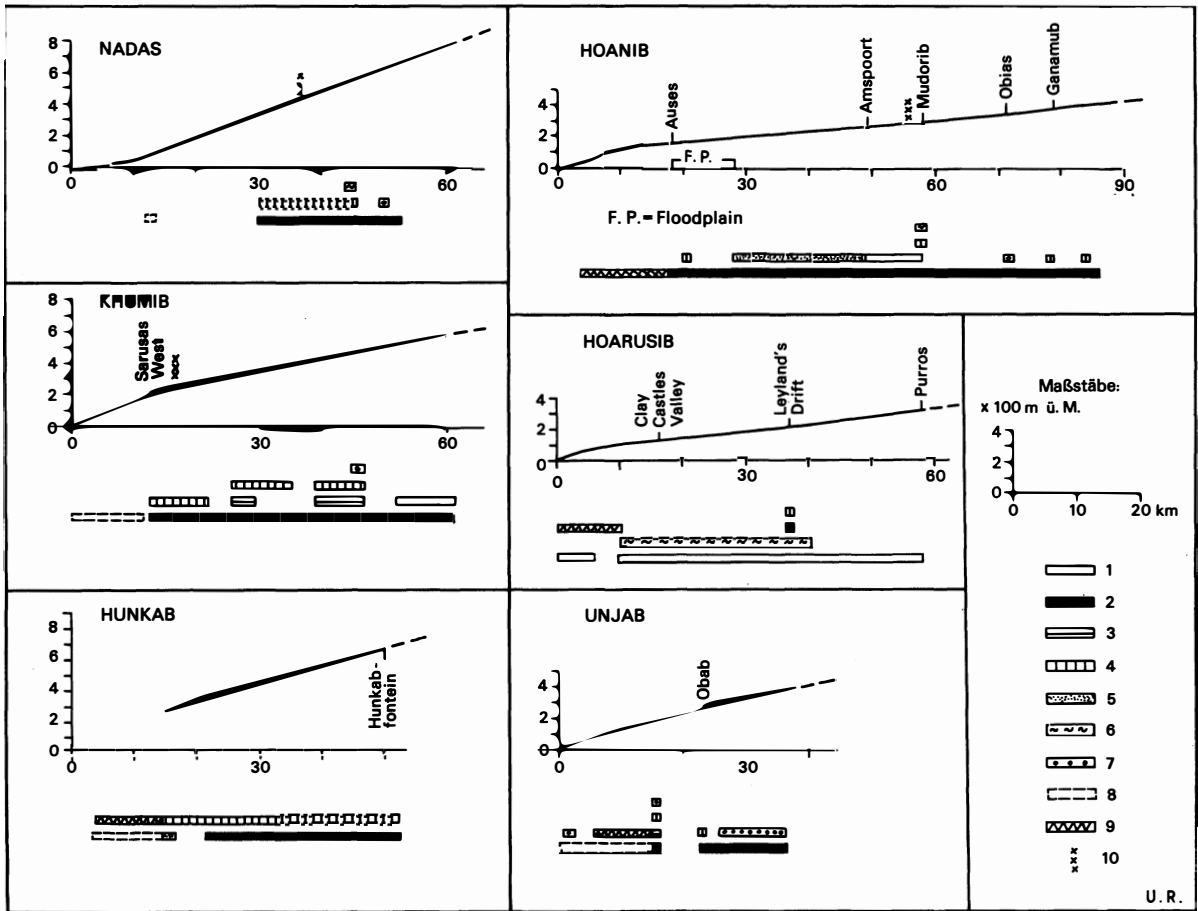 NADAS
8
6
4
2
0
0 30 60
HOANIB
Auses
Amspoort
Mudorib
Obias
Ganamub
4
2
0
F. P.
0 30 60 90
F. P. = Floodplain
8
6
4
2
0
Sarusas
West
0 60
HOARUSIB
Clay
Castles
Valley
Leyland's
Drift
Purros
4
2
0
0 30 60
Maßstäbe:
x 100 m ü. M.
4
2
0
0 10 20 km
HUNKAB
8
6
4
2
0
Hunkab-
fontein
0 30
UNJAB
Obab
4
2
0
0 30
1
2
3
4
5
6
7
8
9
10
U.R.